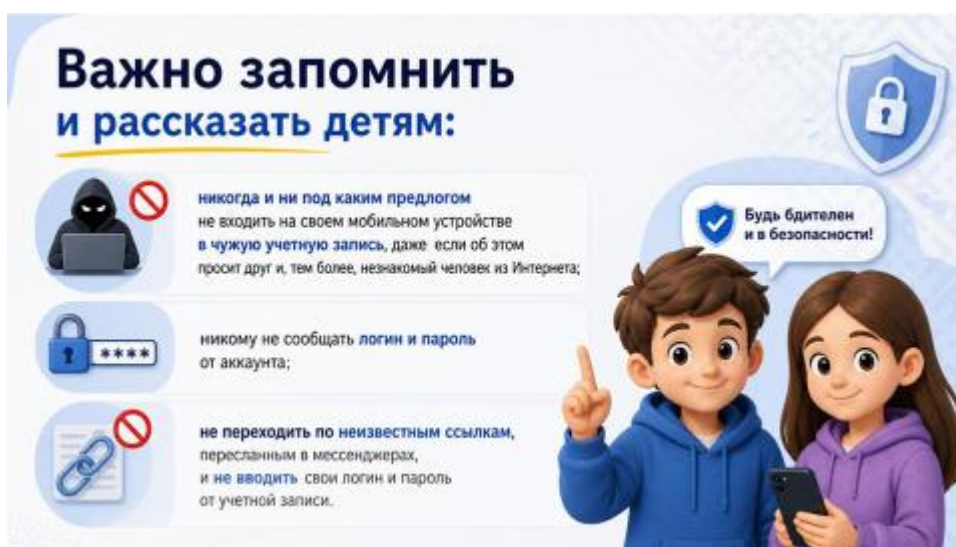 Важно запомнить
и рассказать детям:
никогда и ни под каким предлогом
не входить на своем мобильном устройстве
в чужую учетную запись, даже если об этом
просит друг и, тем более, незнакомый человек из Интернета;
Будь бдителен
и в безопасности!
****
никому не сообщать логин и пароль
от аккаунта;
не переходить по неизвестным ссылкам,
пересланным в мессенджерах,
и не вводить свои логин и пароль
от учетной записи.